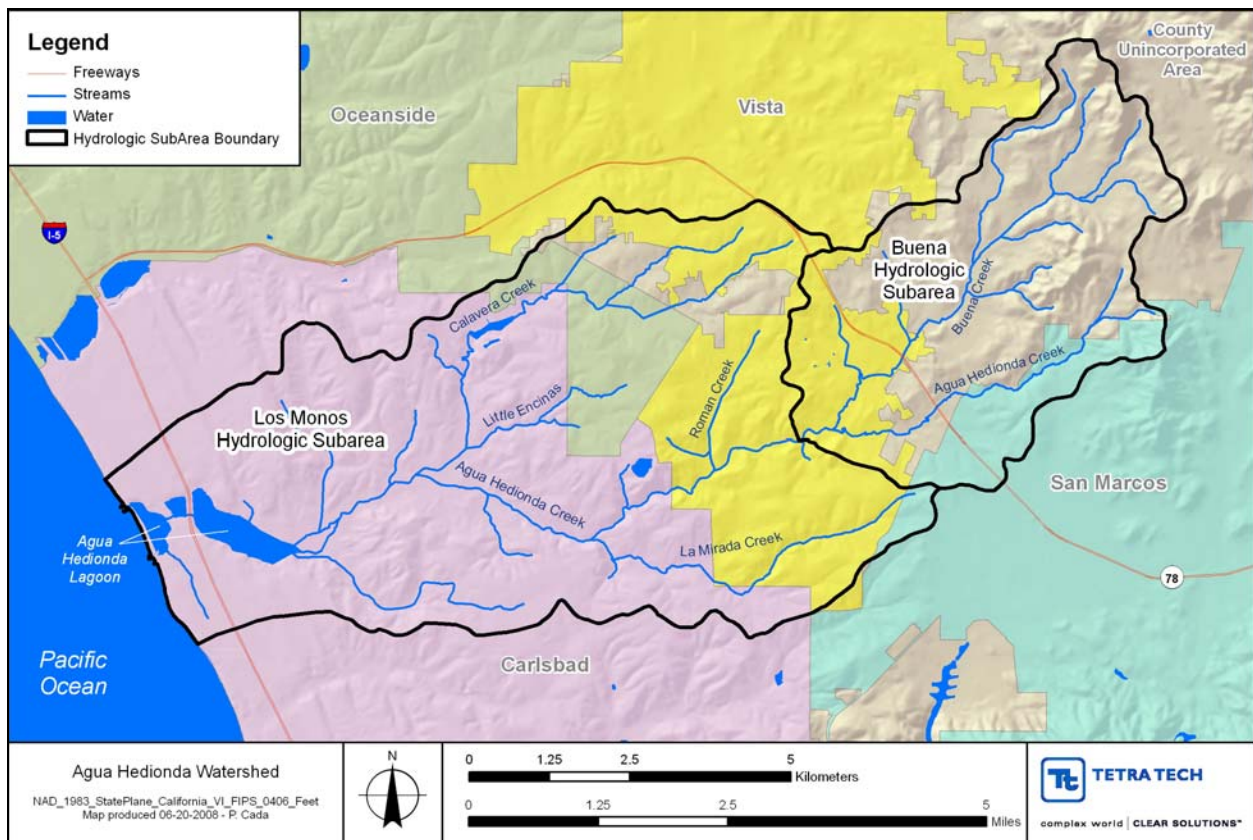 Legend
Freeways
Streams
Water
Hydrologic SubArea Boundary
County
Unincorporated
Area
Oceanside
Vista
I-5
Buena
Hydrologic
Subarea
Calavera Creek
Buena Creek
Agua Hedionda Creek
Roman Creek
Little Encinas
Los Monos
Hydrologic Subarea
Agua Hedionda Creek
San Marcos
La Mirada Creek
Agua
Hedionda
Lagoon
78
Carlsbad
Pacific
Ocean
Agua Hedionda Watershed
NAD_1983_StatePlane_California_VI_FIPS_0406_Feet
Map produced 06-20-2008 - P. Cada
N
0 1.25 2.5 5
Kilometers
0 1.25 2.5 5
Miles
Tt TETRA TECH
complex world | CLEAR SOLUTIONS™